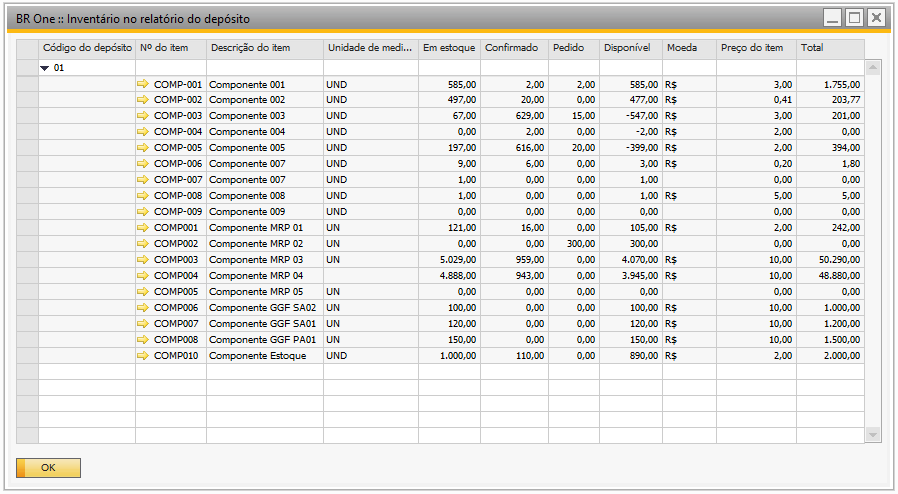 BR One :: Inventário no relatório do depósito
Código do depósito Nº do item Descrição do item Unidade de medi... Em estoque Confirmado Pedido Disponível Moeda Preço do item Total
01
COMP-001 Componente 001 UND 585,00 2,00 2,00 585,00 R$ 3,00 1.755,00
COMP-002 Componente 002 UND 497,00 20,00 0,00 477,00 R$ 0,41 203,77
COMP-003 Componente 003 UND 67,00 629,00 15,00 -547,00 R$ 3,00 201,00
COMP-004 Componente 004 UND 0,00 2,00 0,00 -2,00 R$ 2,00 0,00
COMP-005 Componente 005 UND 197,00 616,00 20,00 -399,00 R$ 2,00 394,00
COMP-006 Componente 007 UND 9,00 6,00 0,00 3,00 R$ 0,20 1,80
COMP-007 Componente 007 UND 1,00 0,00 0,00 1,00 0,00 0,00
COMP-008 Componente 008 UND 1,00 0,00 0,00 1,00 R$ 5,00 5,00
COMP-009 Componente 009 UND 0,00 0,00 0,00 0,00 0,00 0,00
COMP001 Componente MRP 01 UN 121,00 16,00 0,00 105,00 R$ 2,00 242,00
COMP002 Componente MRP 02 UN 0,00 0,00 300,00 300,00 0,00 0,00
COMP003 Componente MRP 03 UN 5.029,00 959,00 0,00 4.070,00 R$ 10,00 50.290,00
COMP004 Componente MRP 04 4.888,00 943,00 0,00 3.945,00 R$ 10,00 48.880,00
COMP005 Componente MRP 05 UN 0,00 0,00 0,00 0,00 0,00 0,00
COMP006 Componente GGF SA02 UN 100,00 0,00 0,00 100,00 R$ 10,00 1.000,00
COMP007 Componente GGF SA01 UN 120,00 0,00 0,00 120,00 R$ 10,00 1.200,00
COMP008 Componente GGF PA01 UN 150,00 0,00 0,00 150,00 R$ 10,00 1.500,00
COMP010 Componente Estoque UND 1.000,00 110,00 0,00 890,00 R$ 2,00 2.000,00
OK